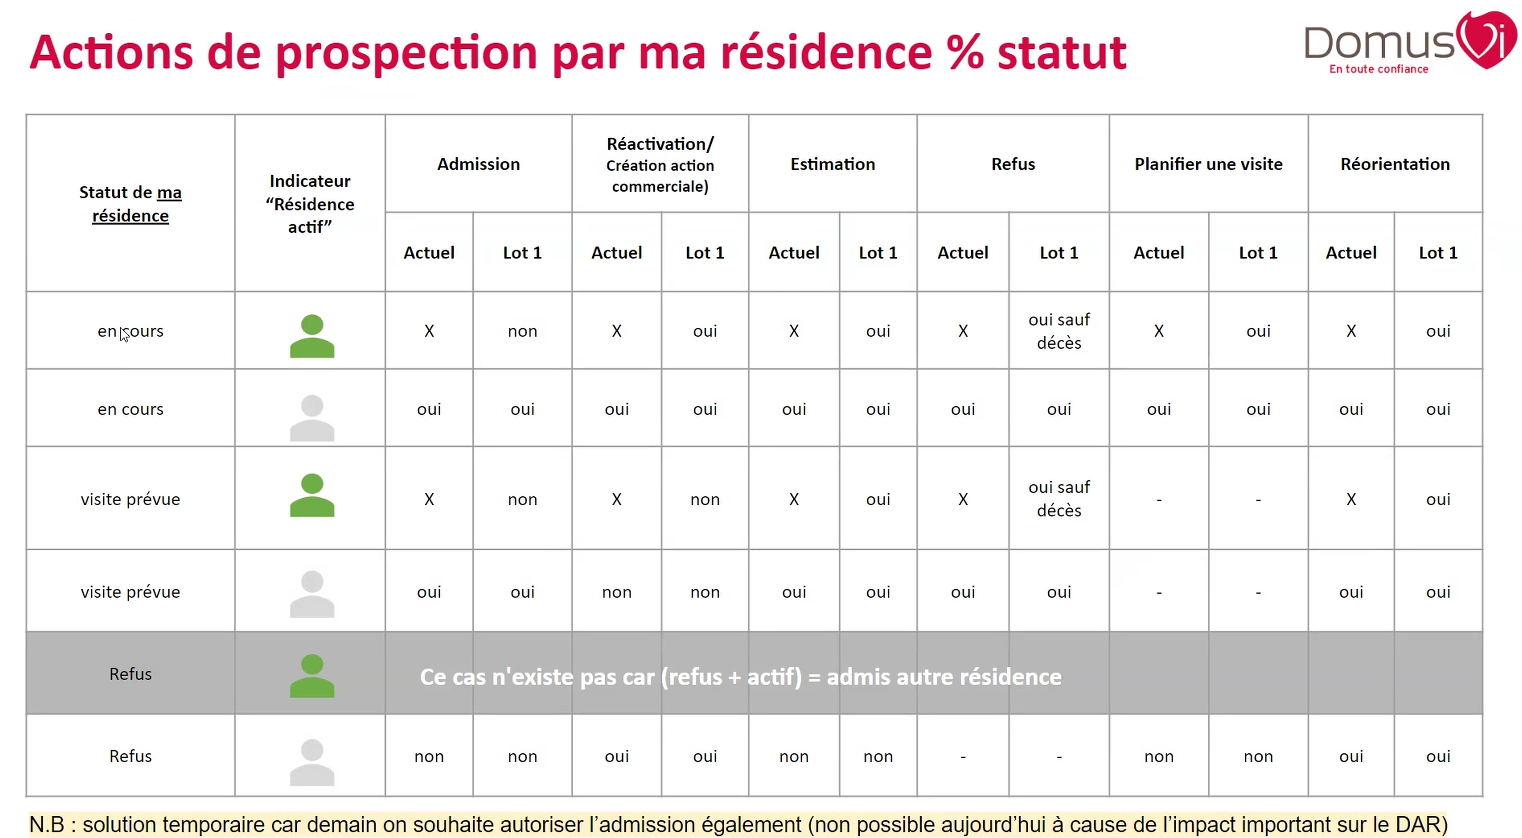 Actions de prospection par ma résidence % statut
Domus Vi
En toute confiance
Statut de ma
résidence
Indicateur
“Résidence
actif”
Admission
Réactivation/
Création action
commerciale)
Estimation
Refus
Planifier une visite
Réorientation
Actuel Lot 1 Actuel Lot 1 Actuel Lot 1 Actuel Lot 1 Actuel Lot 1 Actuel Lot 1
en cours X non X oui X oui X oui sauf
décès
X oui X oui
en cours oui oui oui oui oui oui oui oui oui oui oui oui
visite prévue X non X non X oui X oui sauf
décès
- - X oui
visite prévue oui oui non non oui oui oui oui - - oui oui
Refus Ce cas n'existe pas car (refus + actif) = admis autre résidence
Refus non non oui oui non non - - non non oui oui
N.B : solution temporaire car demain on souhaite autoriser l’admission également (non possible aujourd’hui à cause de l’impact important sur le DAR)